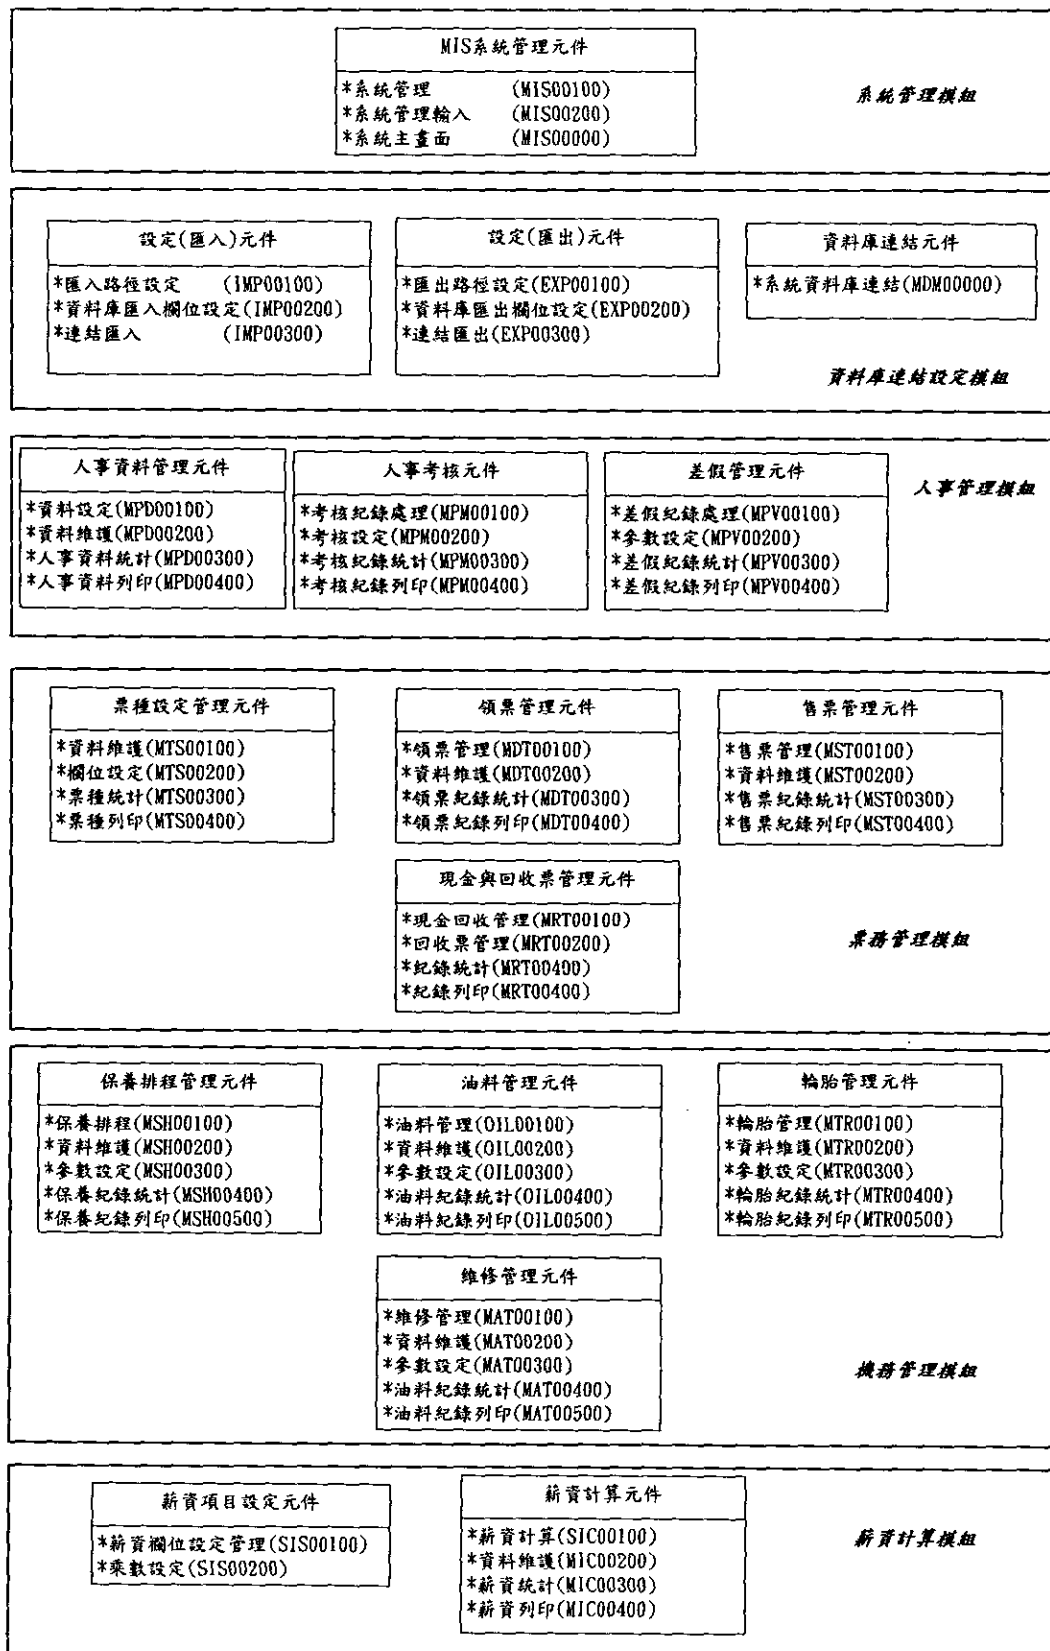 MIS系統管理元件
*系統管理 (MIS00100)
*系統管理輸入 (MIS00200)
*系統主畫面 (MIS00000)
系統管理模組
設定(匯入)元件
*匯入路徑設定 (IMP00100)
*資料庫匯入欄位設定(IMP00200)
*連結匯入 (IMP00300)
設定(匯出)元件
*匯出路徑設定(EXP00100)
*資料庫匯出欄位設定(EXP00200)
*連結匯出(EXP00300)
資料庫連結元件
*系統資料庫連結(MDM00000)
資料庫連結設定模組
人事資料管理元件
*資料設定(MPD00100)
*資料維護(MPD00200)
*人事資料統計(MPD00300)
*人事資料列印(MPD00400)
人事考核元件
*考核紀錄處理(MPM00100)
*考核設定(MPM00200)
*考核紀錄統計(MPM00300)
*考核紀錄列印(MPM00400)
差假管理元件
*差假紀錄處理(MPV00100)
*參數設定(MPV00200)
*差假紀錄統計(MPV00300)
*差假紀錄列印(MPV00400)
人事管理模組
票種設定管理元件
*資料維護(MTS00100)
*欄位設定(MTS00200)
*票種統計(MTS00300)
*票種列印(MTS00400)
領票管理元件
*領票管理(MDT00100)
*資料維護(MDT00200)
*領票紀錄統計(MDT00300)
*領票紀錄列印(MDT00400)
售票管理元件
*售票管理(MST00100)
*資料維護(MST00200)
*售票紀錄統計(MST00300)
*售票紀錄列印(MST00400)
現金與回收票管理元件
*現金回收管理(MRT00100)
*回收票管理(MRT00200)
*紀錄統計(MRT00400)
*紀錄列印(MRT00400)
票務管理模組
保養排程管理元件
*保養排程(MSH00100)
*資料維護(MSH00200)
*參數設定(MSH00300)
*保養紀錄統計(MSH00400)
*保養紀錄列印(MSH00500)
油料管理元件
*油料管理(OIL00100)
*資料維護(OIL00200)
*參數設定(OIL00300)
*油料紀錄統計(OIL00400)
*油料紀錄列印(OIL00500)
輪胎管理元件
*輪胎管理(MTR00100)
*資料維護(MTR00200)
*參數設定(MTR00300)
*輪胎紀錄統計(MTR00400)
*輪胎紀錄列印(MTR00500)
維修管理元件
*維修管理(MAT00100)
*資料維護(MAT00200)
*參數設定(MAT00300)
*油料紀錄統計(MAT00400)
*油料紀錄列印(MAT00500)
機務管理模組
薪資項目設定元件
*薪資欄位設定管理(SIS00100)
*乘數設定(SIS00200)
薪資計算元件
*薪資計算(SIC00100)
*資料維護(MIC00200)
*薪資統計(MIC00300)
*薪資列印(MIC00400)
薪資計算模組